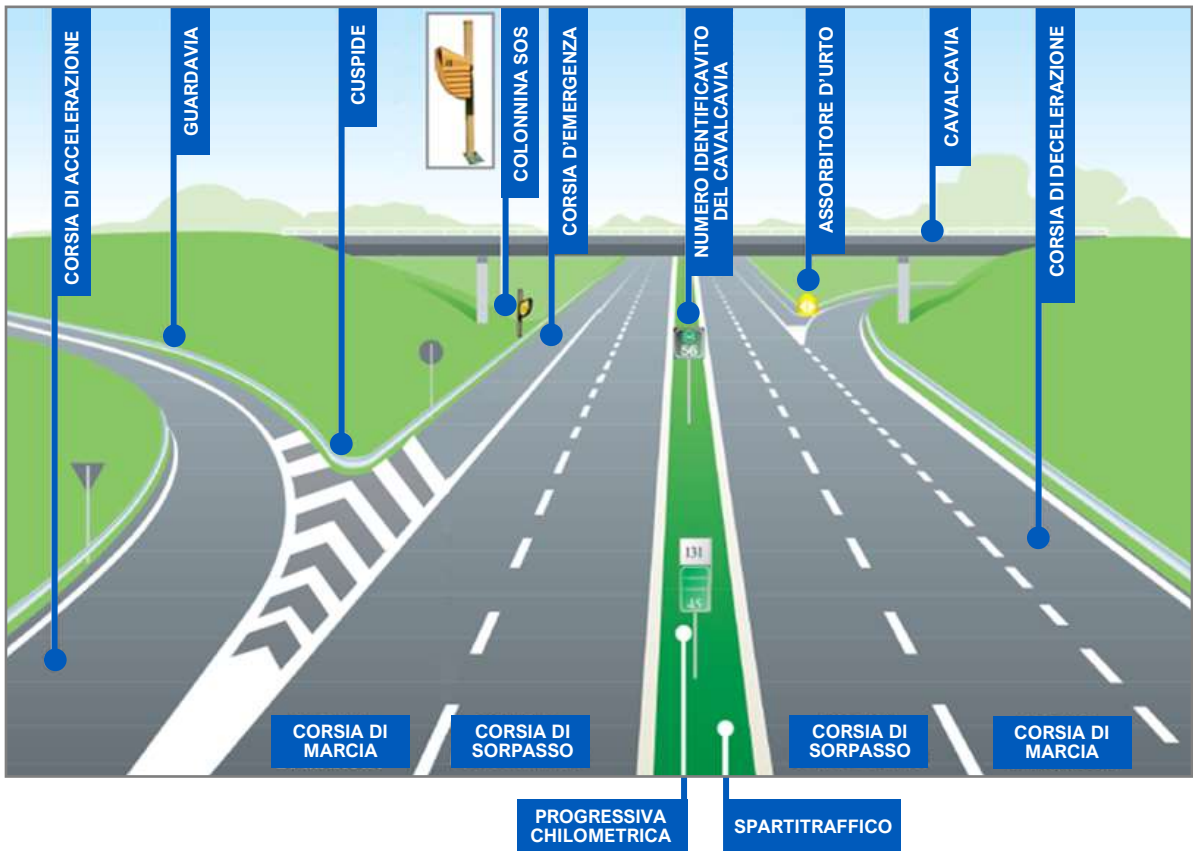 CORSIA DI ACCELERAZIONE
GUARDAVIA
CUSPIDE
COLONNINA SOS
CORSIA D'EMERGENZA
NUMERO IDENTIFICAVITO
DEL CAVALCAVIA
ASSORBITORE D'URTO
CAVALCAVIA
CORSIA DI DECELERAZIONE
56
131
45
CORSIA DI
MARCIA
CORSIA DI
SORPASSO
CORSIA DI
SORPASSO
CORSIA DI
MARCIA
PROGRESSIVA
CHILOMETRICA
SPARTITRAFFICO